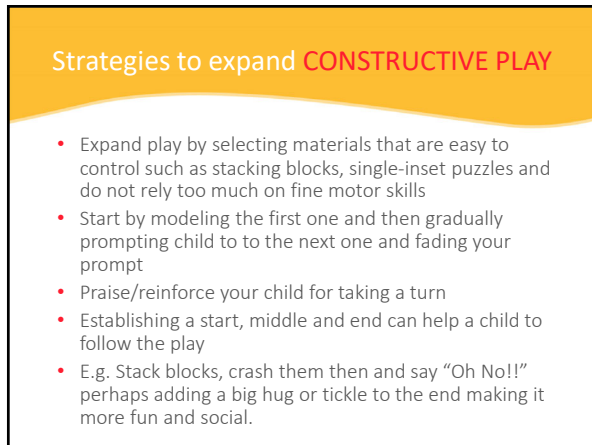 Strategies to expand CONSTRUCTIVE PLAY
• Expand play by selecting materials that are easy to
control such as stacking blocks, single-inset puzzles and
do not rely too much on fine motor skills
• Start by modeling the first one and then gradually
prompting child to to the next one and fading your
prompt
• Praise/reinforce your child for taking a turn
• Establishing a start, middle and end can help a child to
follow the play
• E.g. Stack blocks, crash them then and say “Oh No!!”
perhaps adding a big hug or tickle to the end making it
more fun and social.